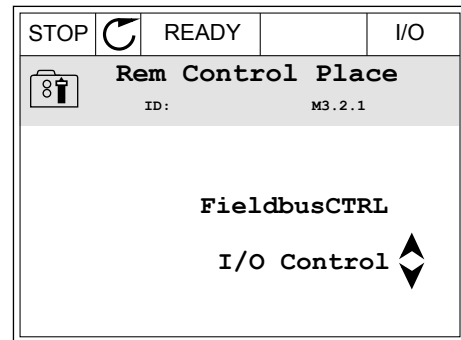 STOP READY I/O
Rem Control Place
ID: M3.2.1
FieldbusCTRL
I/O Control